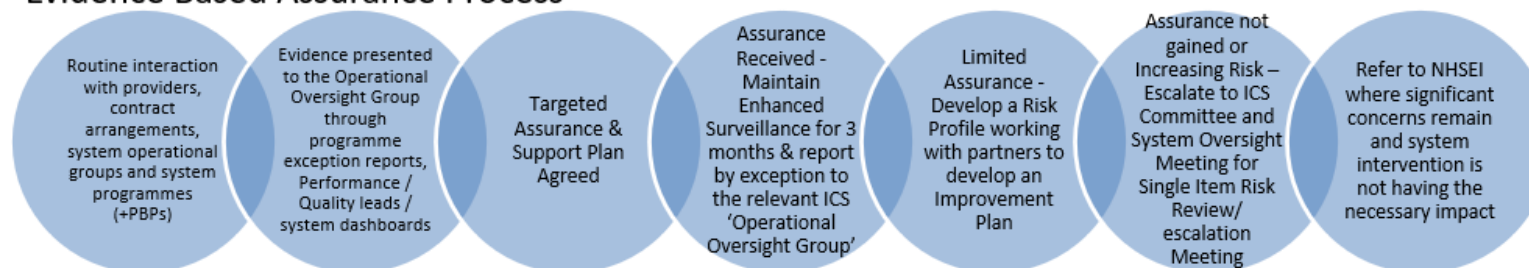 Evidence Based Assurance Process
Routine interaction
with providers,
contract
arrangements,
system operational
groups and system
programmes
(+PBPs)
Evidence presented
to the Operational
Oversight Group
through
programme
exception reports,
Performance /
Quality leads /
system dashboards
Targeted
Assurance &
Support Plan
Agreed
Assurance
Received -
Maintain
Enhanced
Surveillance for 3
months & report
by exception to
the relevant ICS
‘Operational
Oversight Group’
Limited
Assurance -
Develop a Risk
Profile working
with partners to
develop an
Improvement
Plan
Assurance not
gained or
Increasing Risk –
Escalate to ICS
Committee and
System Oversight
Meeting for
Single Item Risk
Review/
escalation
Meeting
Refer to NHSEI
where significant
concerns remain
and system
intervention is
not having the
necessary impact